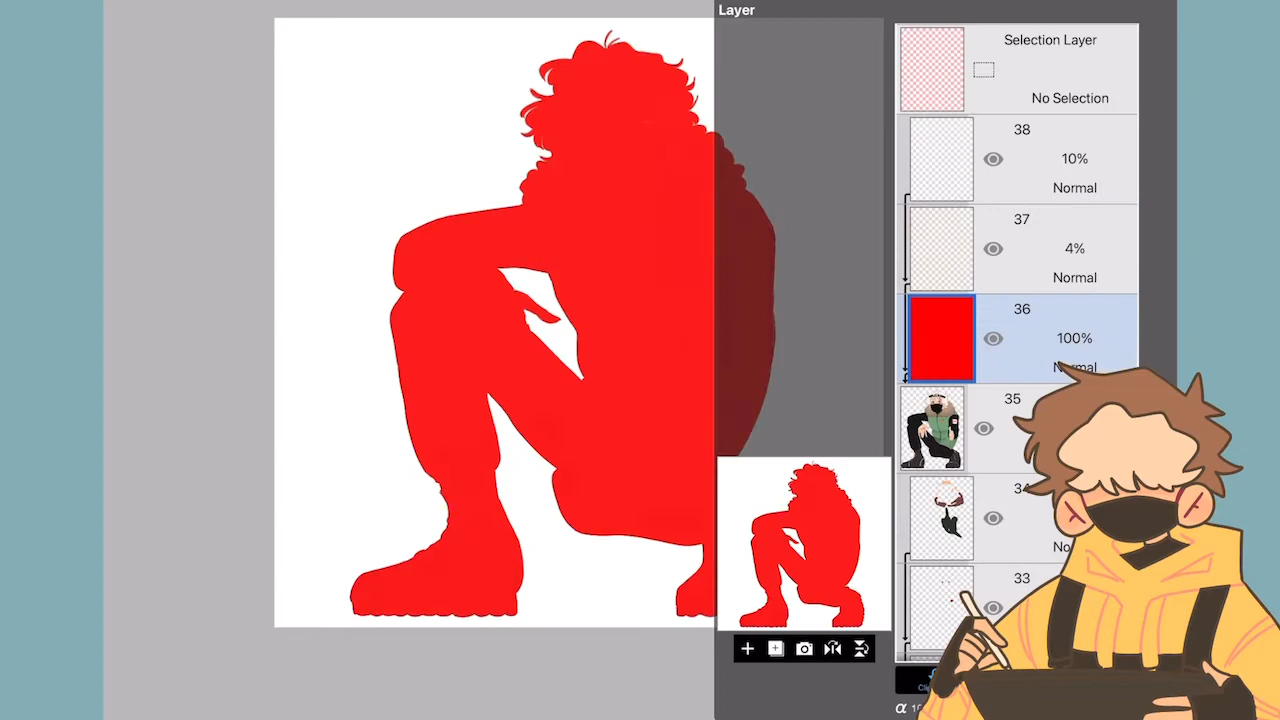 Layer
Selection Layer
No Selection
38
10%
Normal
37
4%
Normal
36
100%
35
33
α